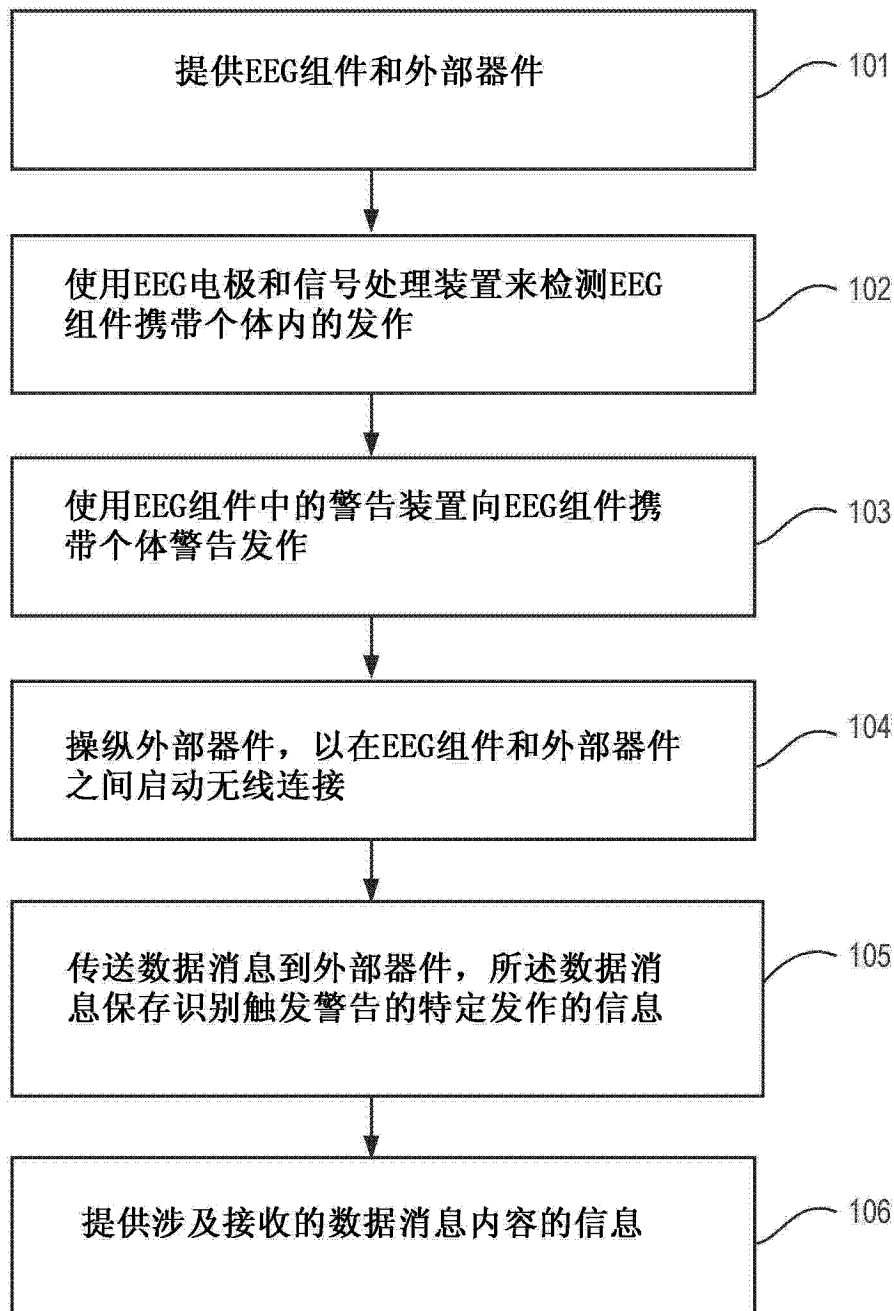 提供EEG组件和外部器件
101
使用EEG电极和信号处理装置来检测EEG
组件携带个体内的发作
102
使用EEG组件中的警告装置向EEG组件携
带个体警告发作
103
操纵外部器件，以在EEG组件和外部器件
之间启动无线连接
104
传送数据消息到外部器件，所述数据消
息保存识别触发警告的特定发作的信息
105
提供涉及接收的数据消息内容的信息
106